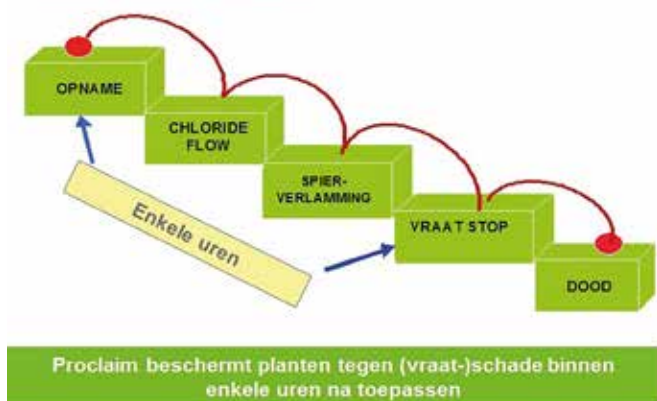 OPNAME
CHLORIDE
FLOW
SPIER-
VERLAMMING
VRAAT STOP
DOOD
Enkele uren
Proclaim beschermt planten tegen (vraat-)schade binnen
enkele uren na toepassen